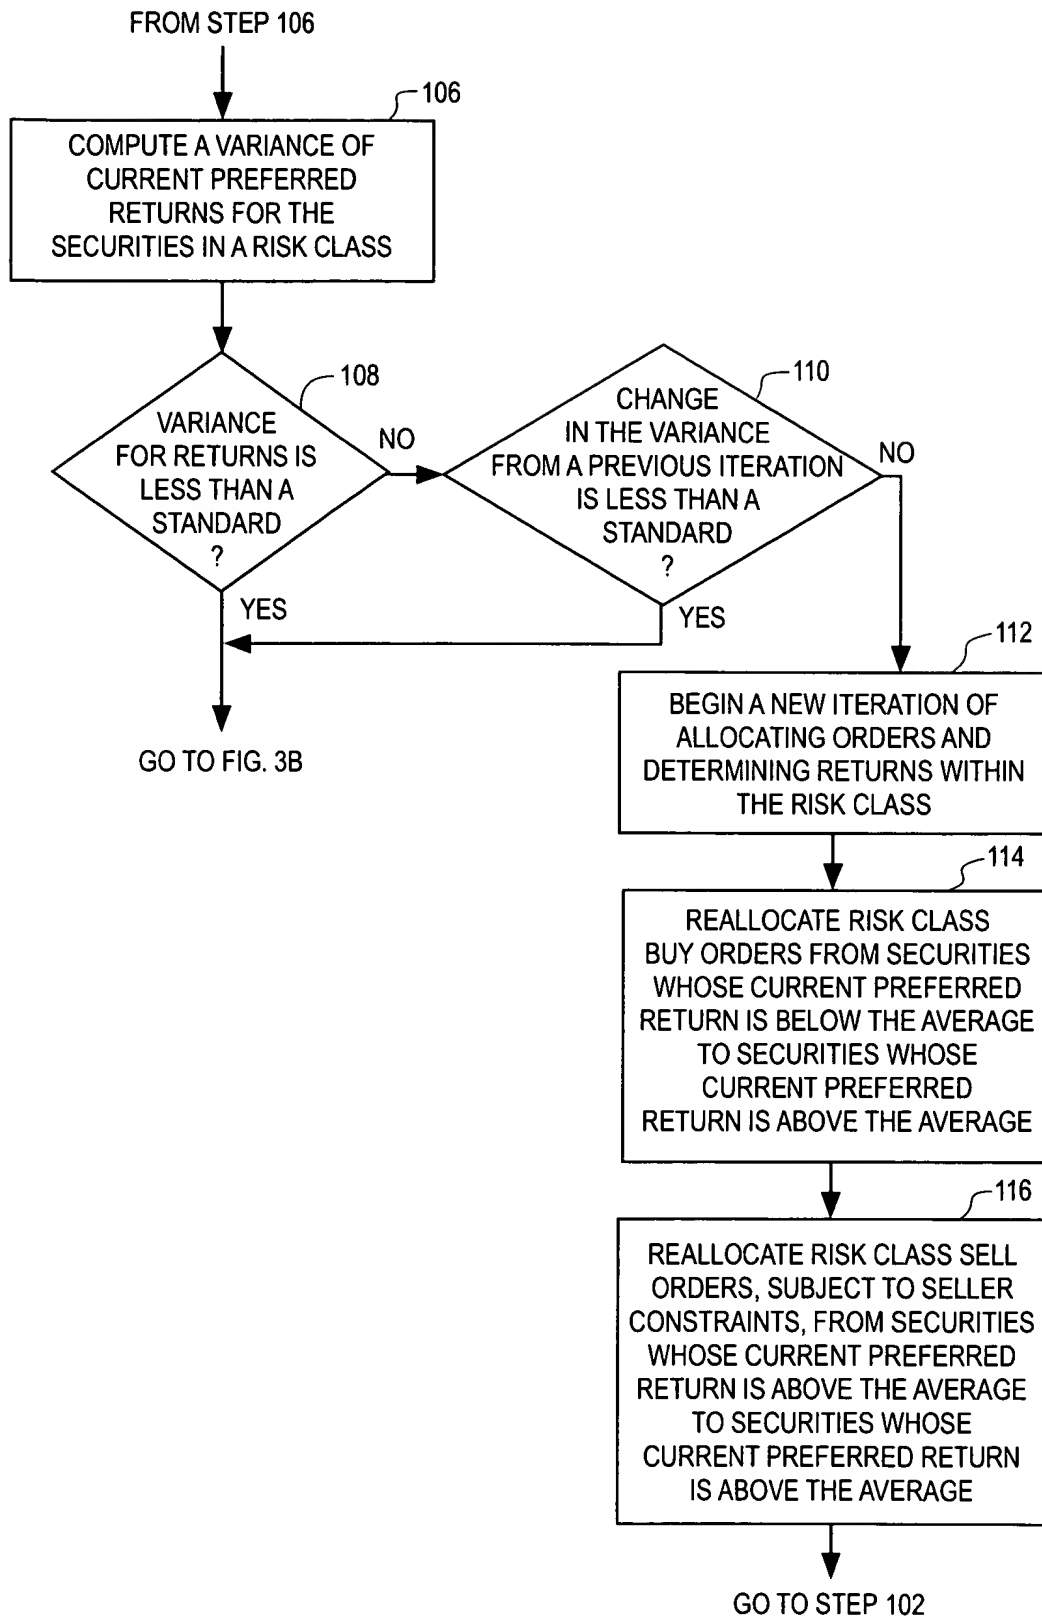 FROM STEP 106
106
COMPUTE A VARIANCE OF
CURRENT PREFERRED
RETURNS FOR THE
SECURITIES IN A RISK CLASS
108
VARIANCE
FOR RETURNS IS
LESS THAN A
STANDARD
?
NO
YES
110
CHANGE
IN THE VARIANCE
FROM A PREVIOUS ITERATION
IS LESS THAN A
STANDARD
?
NO
YES
GO TO FIG. 3B
112
BEGIN A NEW ITERATION OF
ALLOCATING ORDERS AND
DETERMINING RETURNS WITHIN
THE RISK CLASS
114
REALLOCATE RISK CLASS
BUY ORDERS FROM SECURITIES
WHOSE CURRENT PREFERRED
RETURN IS BELOW THE AVERAGE
TO SECURITIES WHOSE
CURRENT PREFERRED
RETURN IS ABOVE THE AVERAGE
116
REALLOCATE RISK CLASS SELL
ORDERS, SUBJECT TO SELLER
CONSTRAINTS, FROM SECURITIES
WHOSE CURRENT PREFERRED
RETURN IS ABOVE THE AVERAGE
TO SECURITIES WHOSE
CURRENT PREFERRED RETURN
IS ABOVE THE AVERAGE
GO TO STEP 102